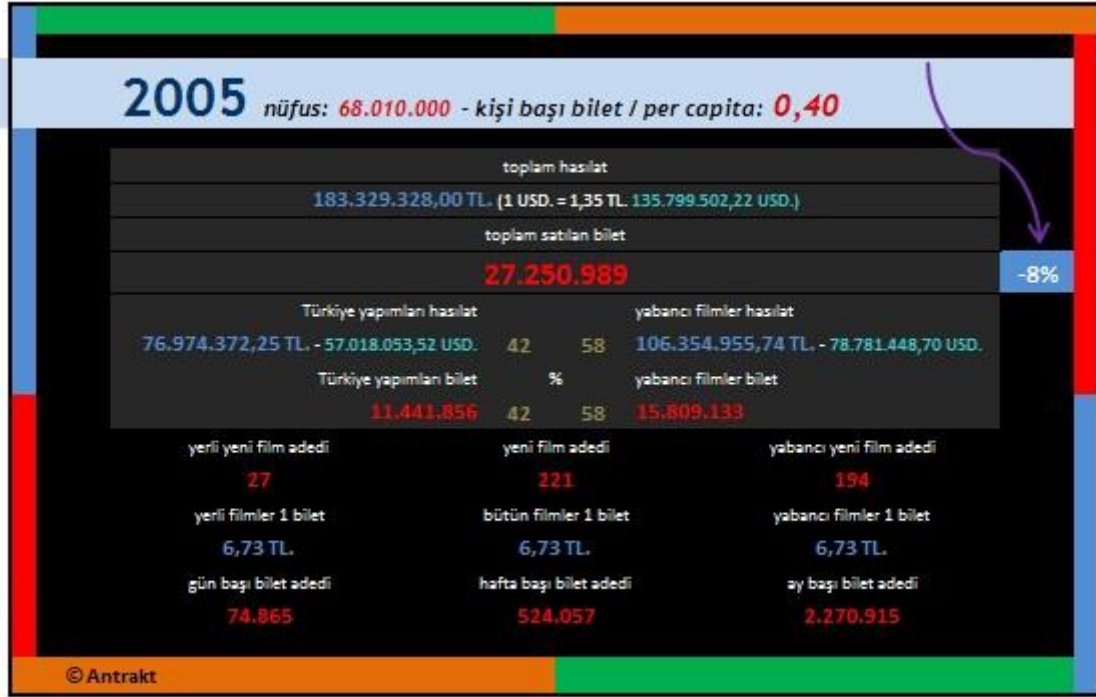 2005 nüfus: 68.010.000 - kişi başı bilet / per capita: 0,40
toplam hasılat
183.329.328,00 TL. (1 USD. = 1,35 TL. 135.799.502,22 USD.)
toplam satılan bilet
27.250.989
-8%
Türkiye yapımları hasılat yabancı filmler hasılat
76.974.372,25 TL. - 57.018.053,52 USD. 42 58 106.354.955,74 TL. - 78.781.448,70 USD.
Türkiye yapımları bilet % yabancı filmler bilet
11.441.856 42 58 15.809.133
yerli yeni film adedi yeni film adedi yabancı yeni film adedi
27 221 194
yerli filmler 1 bilet bütün filmler 1 bilet yabancı filmler 1 bilet
6,73 TL. 6,73 TL. 6,73 TL.
gün başı bilet adedi hafta başı bilet adedi ay başı bilet adedi
74.865 524.057 2.270.915
© Antrakt